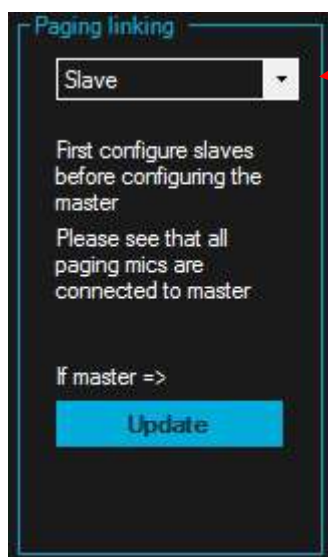 Paging linking
Slave
First configure slaves
before configuring the
master
Please see that all
paging mics are
connected to master
If master =>
Update